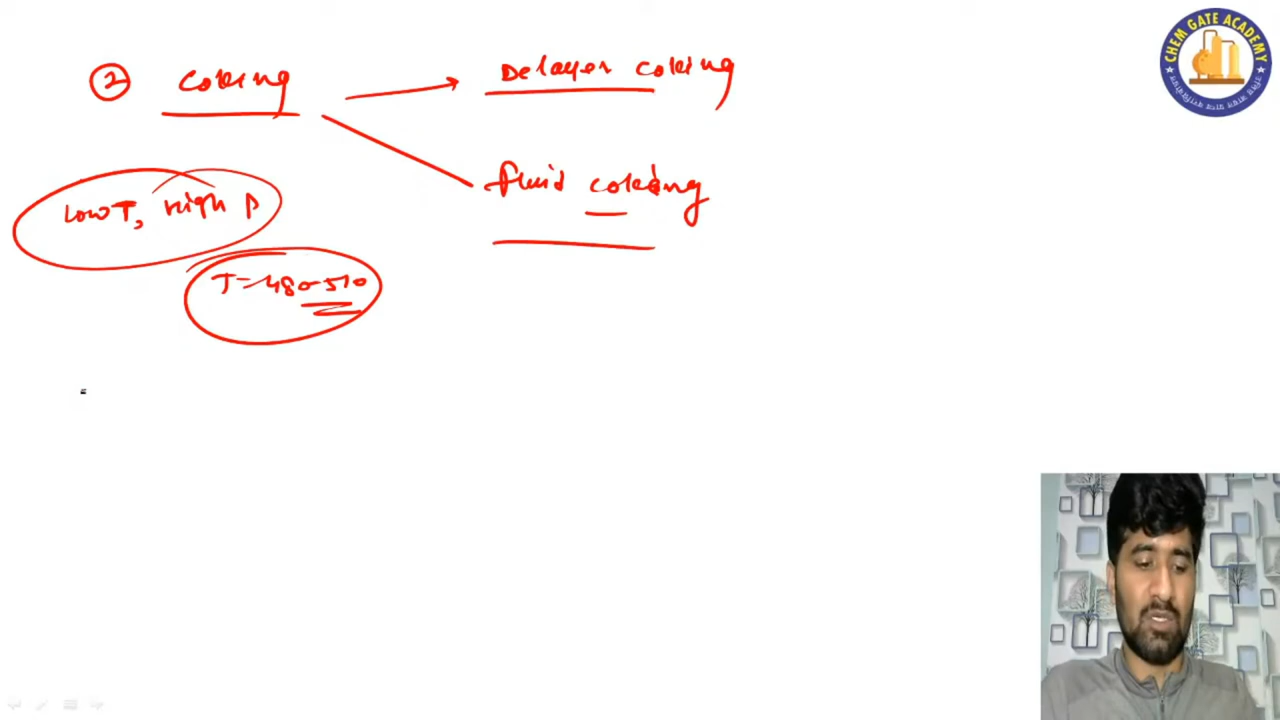 ② Coking
Delayer coking
fluid coking
low T, High P
T = 480-510
CHEM GATE ACADEMY